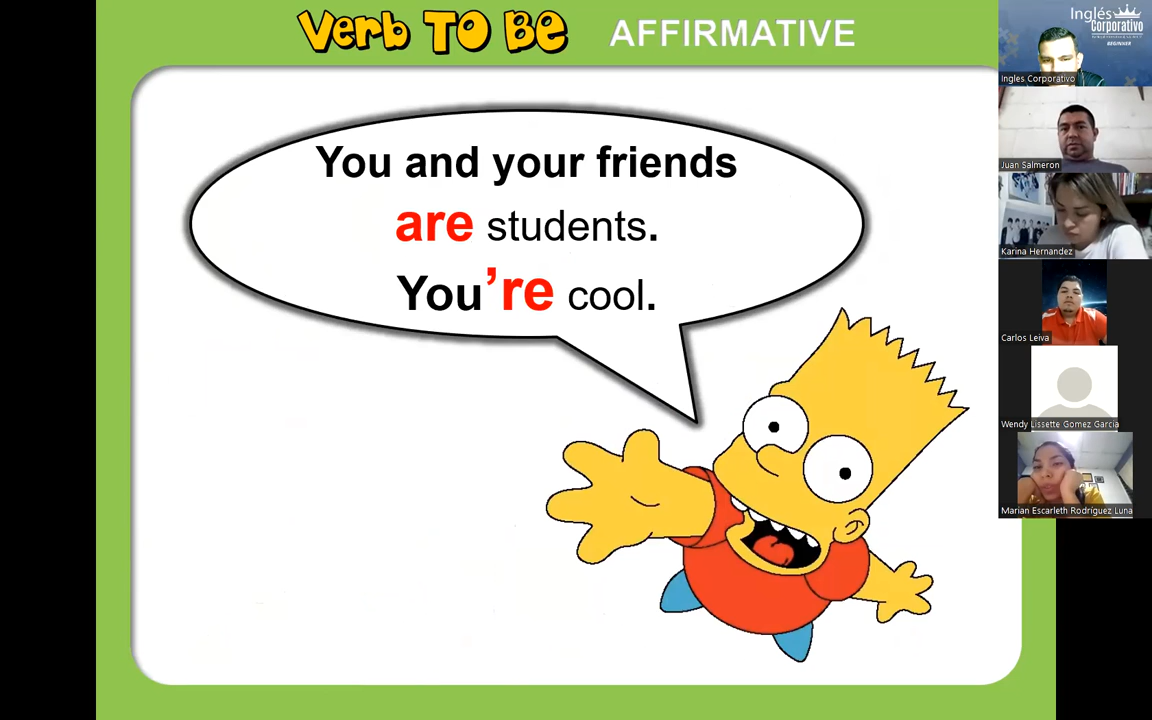 Verb TO BE AFFIRMATIVE
You and your friends
are students.
You're cool.
Inglés
Corporativo
BEGINNER
Ingles Corporativo
Juan Salmeron
Karina Hernandez
Carlos Leiva
Wendy Lissette Gomez Garcia
Marian Escarleth Rodríguez Luna